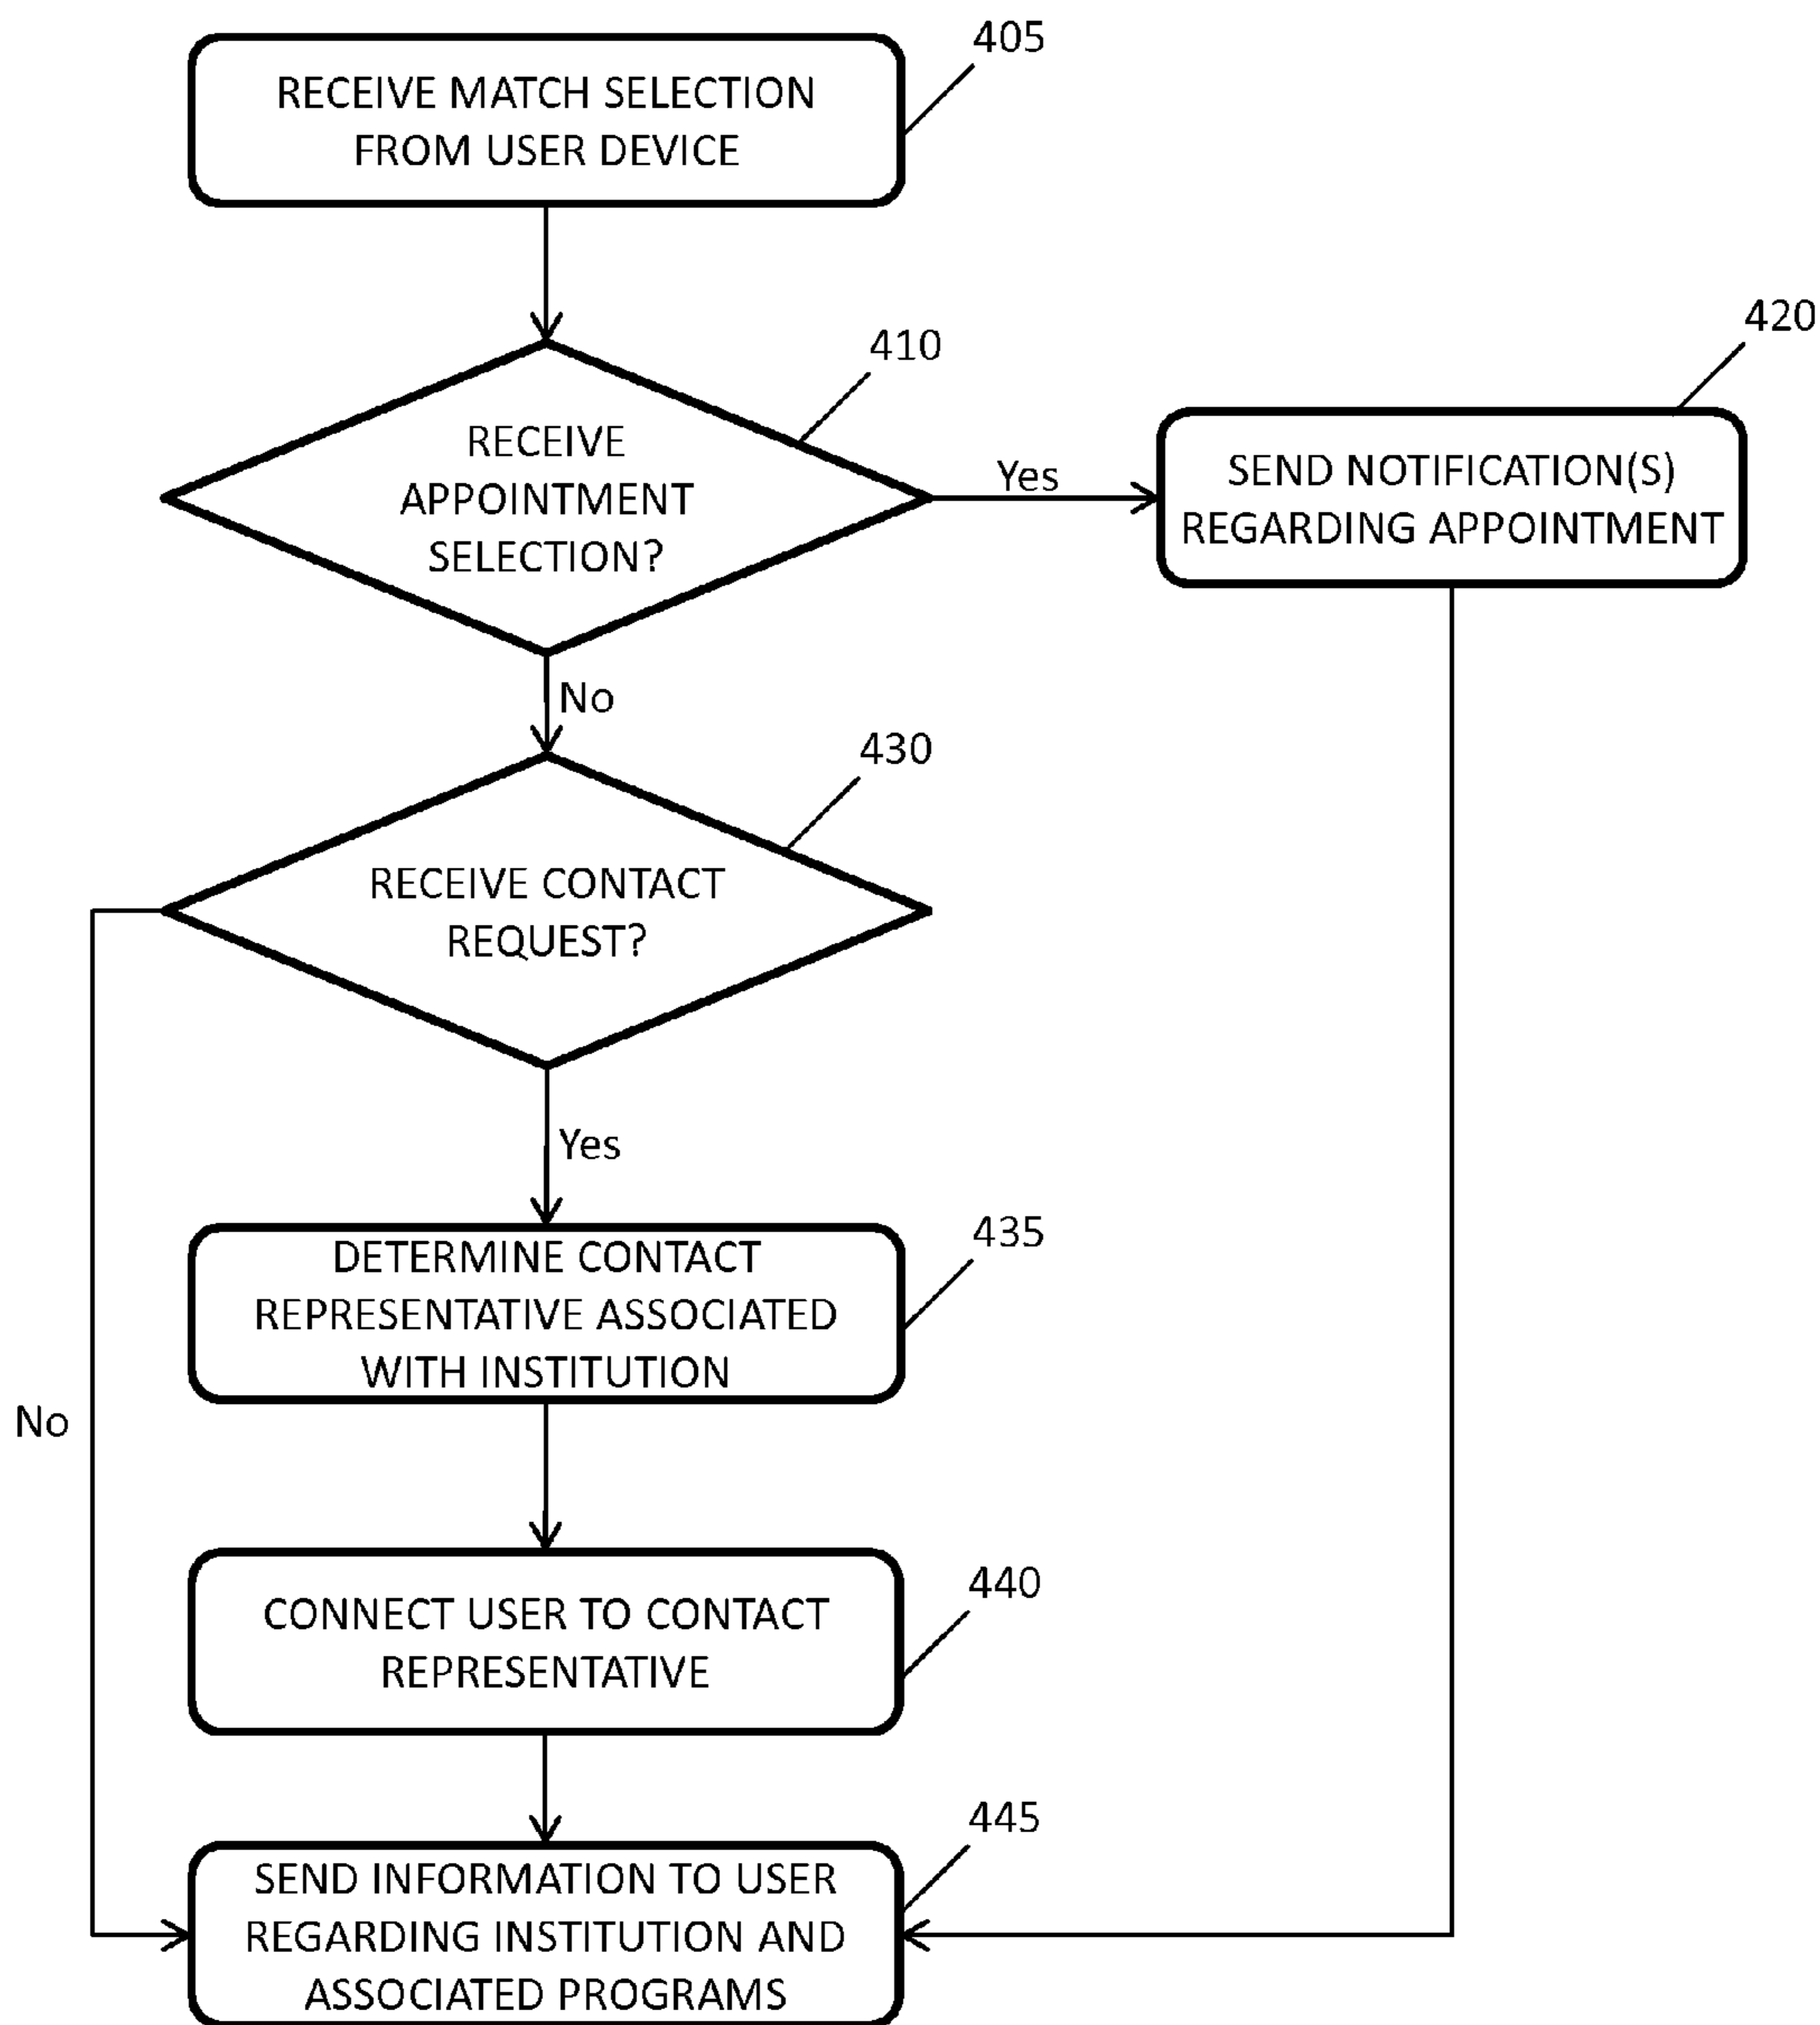 405
RECEIVE MATCH SELECTION
FROM USER DEVICE
410
RECEIVE
APPOINTMENT
SELECTION?
Yes
420
SEND NOTIFICATION(S)
REGARDING APPOINTMENT
No
430
RECEIVE CONTACT
REQUEST?
Yes
435
DETERMINE CONTACT
REPRESENTATIVE ASSOCIATED
WITH INSTITUTION
No
440
CONNECT USER TO CONTACT
REPRESENTATIVE
445
SEND INFORMATION TO USER
REGARDING INSTITUTION AND
ASSOCIATED PROGRAMS